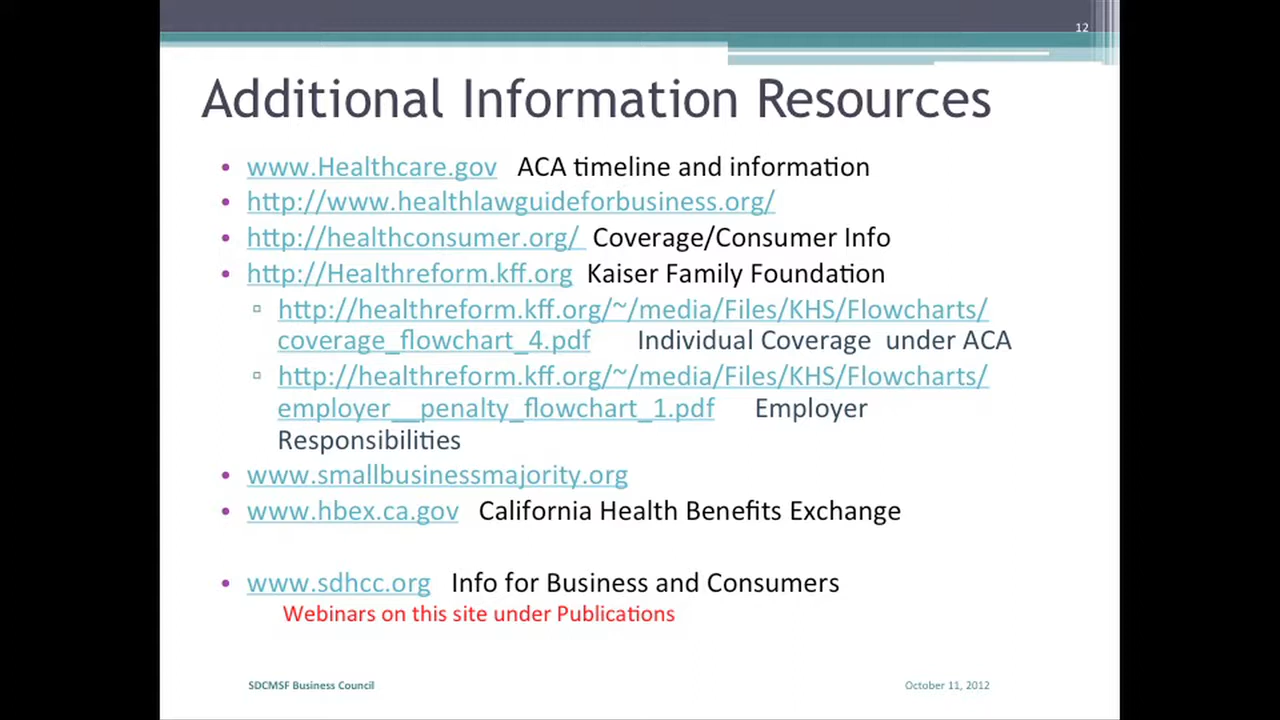 12
Additional Information Resources
• www.Healthcare.gov ACA timeline and information
• http://www.healthlawguideforbusiness.org/
• http://healthconsumer.org/ Coverage/Consumer Info
• http://Healthreform.kff.org Kaiser Family Foundation
▫ http://healthreform.kff.org/~/media/Files/KHS/Flowcharts/
coverage_flowchart_4.pdf Individual Coverage under ACA
▫ http://healthreform.kff.org/~/media/Files/KHS/Flowcharts/
employer__penalty_flowchart_1.pdf Employer
Responsibilities
• www.smallbusinessmajority.org
• www.hbex.ca.gov California Health Benefits Exchange
• www.sdhcc.org Info for Business and Consumers
Webinars on this site under Publications
SDCMSF Business Council October 11, 2012